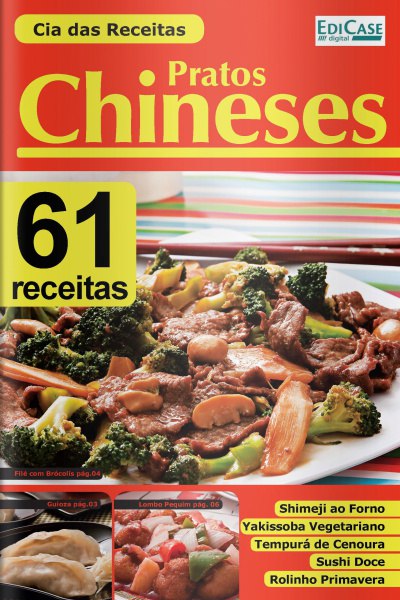 Cia das Receitas
EDICASE
digital
Pratos
Chineses
61
receitas
Filé com Brócolis pág.04
Guioza pág.03
Lombo Pequim pág. 06
Shimeji ao Forno
Yakissoba Vegetariano
Tempurá de Cenoura
Sushi Doce
Rolinho Primavera